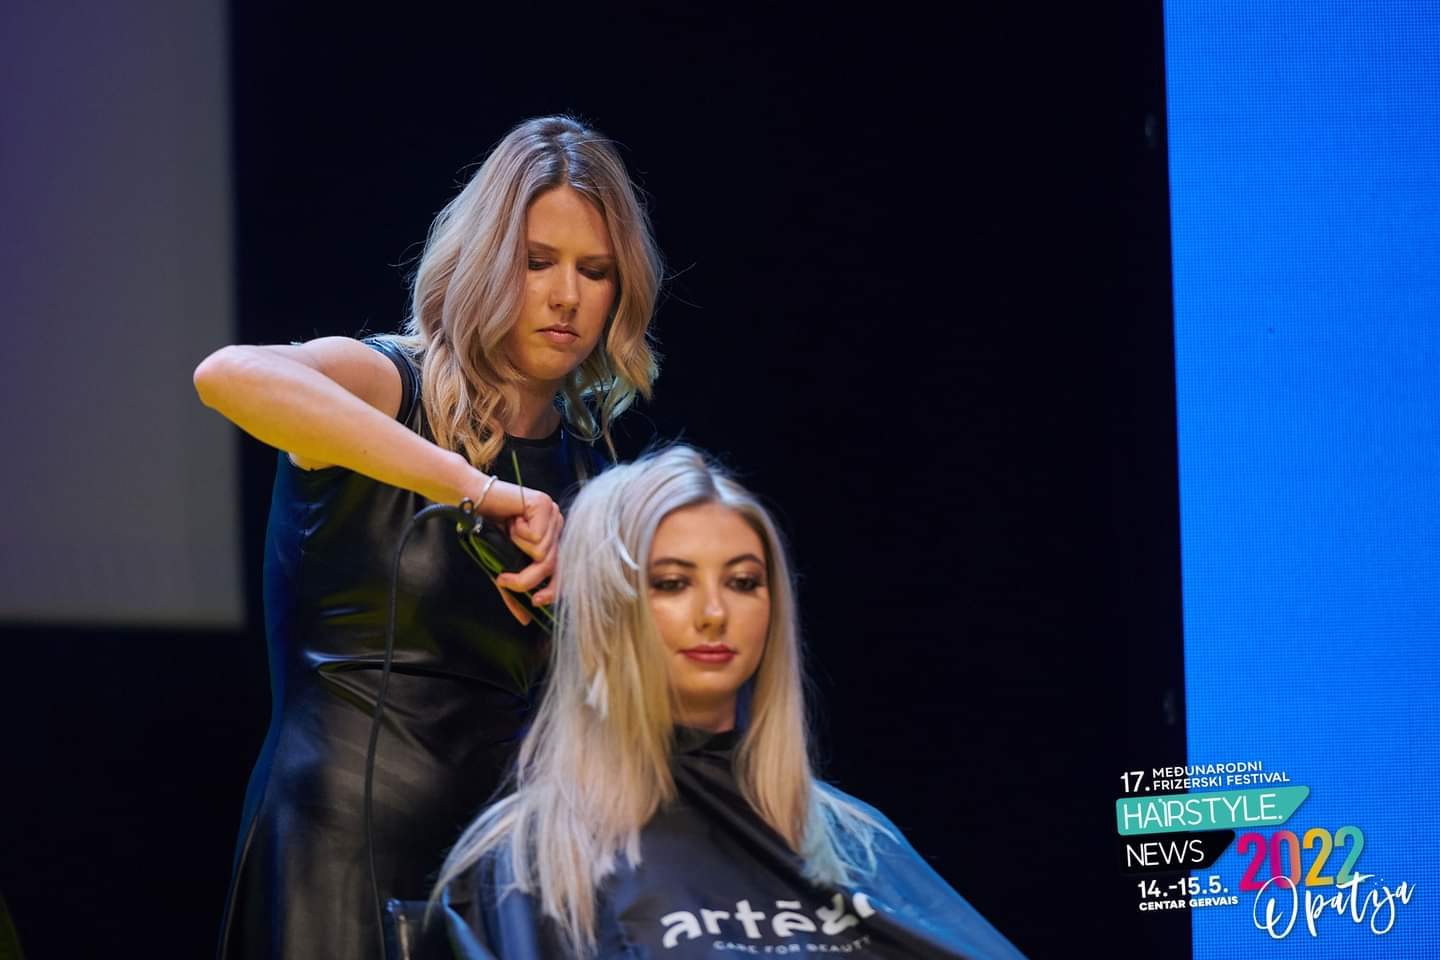 17. MEĐUNARODNI
FRIZERSKI FESTIVAL
HAIRSTYLE.
NEWS 2022
14.-15.5. Opatija
CENTAR GERVAIS
CARE FOR BEAUTY